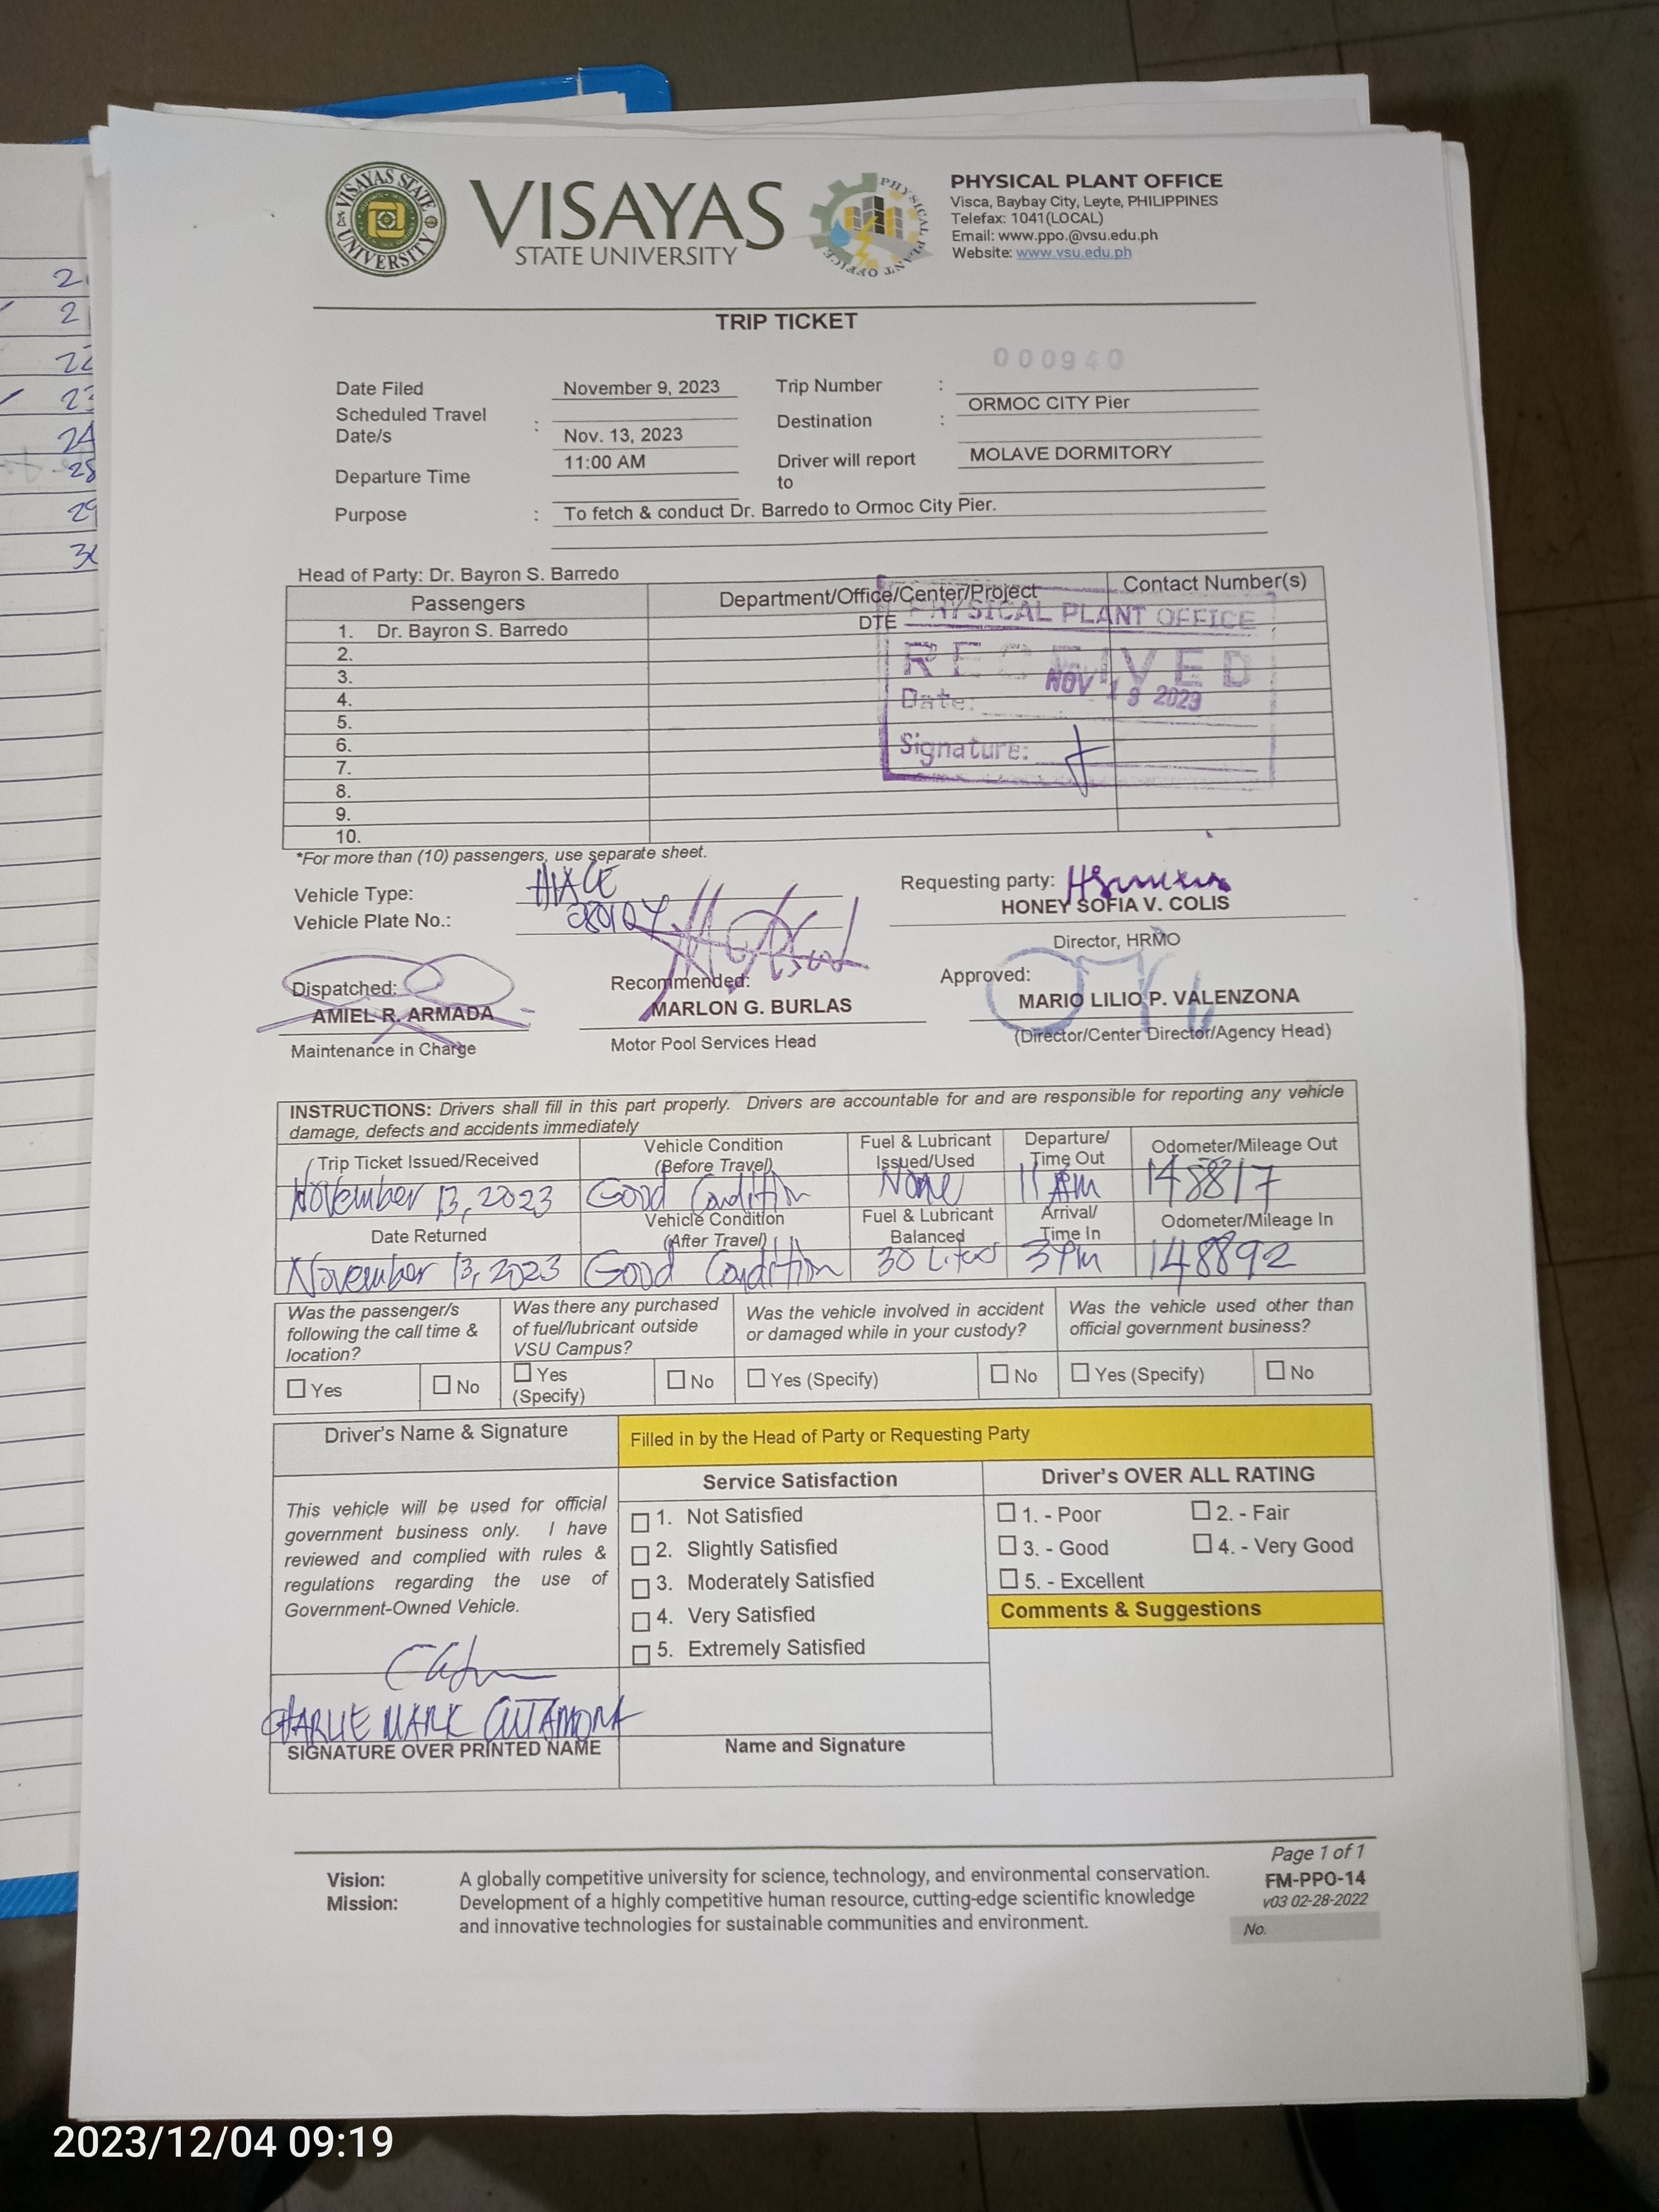 VISAYAS STATE UNIVERSITY
VISAYAS
STATE UNIVERSITY
PHYSICAL PLANT OFFICE
PHYSICAL PLANT OFFICE
Visca, Baybay City, Leyte, PHILIPPINES
Telefax: 1041(LOCAL)
Email: www.ppo.@vsu.edu.ph
Website: www.vsu.edu.ph
TRIP TICKET
000940
Date Filed November 9, 2023 Trip Number :
Scheduled Travel Date/s : Nov. 13, 2023 Destination : ORMOC CITY Pier
Departure Time 11:00 AM Driver will report to MOLAVE DORMITORY
Purpose : To fetch & conduct Dr. Barredo to Ormoc City Pier.
Head of Party: Dr. Bayron S. Barredo
Passengers Department/Office/Center/Project Contact Number(s)
1. Dr. Bayron S. Barredo DTE
2.
3.
4.
5.
6.
7.
8.
9.
10.
PHYSICAL PLANT OFFICE
RECEIVED
Date: NOV 2023
Signature:
*For more than (10) passengers, use separate sheet.
Vehicle Type: HIACE
Vehicle Plate No.:
Requesting party:
HONEY SOFIA V. COLIS
Director, HRMO
Dispatched:
AMIEL R. ARMADA
Maintenance in Charge
Recommended:
MARLON G. BURLAS
Motor Pool Services Head
Approved:
MARIO LILIO P. VALENZONA
(Director/Center Director/Agency Head)
INSTRUCTIONS: Drivers shall fill in this part properly. Drivers are accountable for and are responsible for reporting any vehicle
damage, defects and accidents immediately
Trip Ticket Issued/Received Vehicle Condition (Before Travel) Fuel & Lubricant Issued/Used Departure/ Time Out Odometer/Mileage Out
November 13, 2023 Good Condition None 11 AM 148817
Date Returned Vehicle Condition (After Travel) Fuel & Lubricant Balanced Arrival/ Time In Odometer/Mileage In
November 13, 2023 Good Condition 30 Liters 3 PM 148892
Was the passenger/s following the call time & location?
Yes No
Was there any purchased of fuel/lubricant outside VSU Campus?
Yes (Specify) No
Was the vehicle involved in accident or damaged while in your custody?
Yes (Specify) No
Was the vehicle used other than official government business?
Yes (Specify) No
Driver's Name & Signature
Filled in by the Head of Party or Requesting Party
This vehicle will be used for official
government business only. I have
reviewed and complied with rules &
regulations regarding the use of
Government-Owned Vehicle.
CHARLIE MARK
SIGNATURE OVER PRINTED NAME
Service Satisfaction
1. Not Satisfied
2. Slightly Satisfied
3. Moderately Satisfied
4. Very Satisfied
5. Extremely Satisfied
Name and Signature
Driver's OVER ALL RATING
1. - Poor 2. - Fair
3. - Good 4. - Very Good
5. - Excellent
Comments & Suggestions
Vision: A globally competitive university for science, technology, and environmental conservation.
Mission: Development of a highly competitive human resource, cutting-edge scientific knowledge
and innovative technologies for sustainable communities and environment.
Page 1 of 1
FM-PPO-14
v03 02-28-2022
No.
2023/12/04 09:19